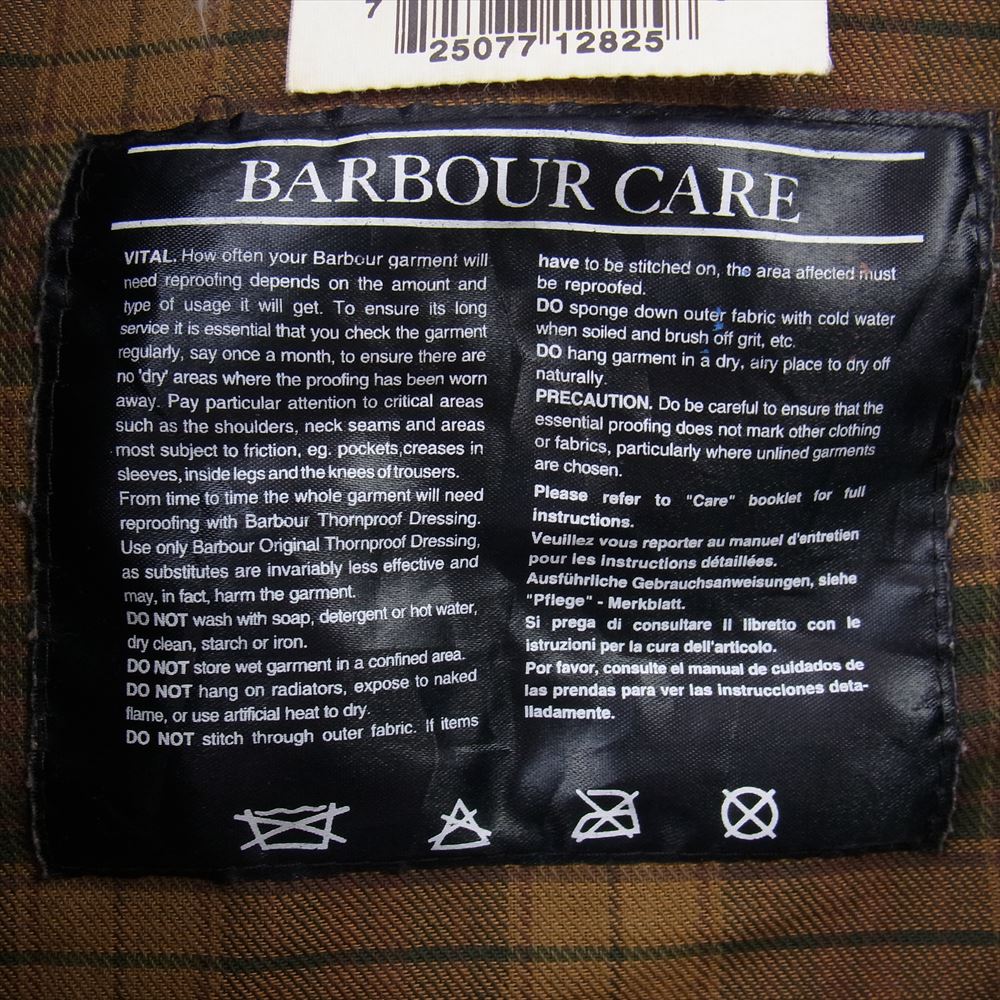 7
25077 12825
BARBOUR CARE
VITAL. How often your Barbour garment will
need reproofing depends on the amount and
type of usage it will get. To ensure its long
service it is essential that you check the garment
regularly, say once a month, to ensure there are
no 'dry' areas where the proofing has been worn
away. Pay particular attention to critical areas
such as the shoulders, neck seams and areas
most subject to friction, eg. pockets,creases in
sleeves, inside legs and the knees of trousers.
From time to time the whole garment will need
reproofing with Barbour Thornproof Dressing.
Use only Barbour Original Thornproof Dressing,
as substitutes are invariably less effective and
may, in fact, harm the garment.
DO NOT wash with soap, detergent or hot water,
dry clean, starch or iron.
DO NOT store wet garment in a confined area.
DO NOT hang on radiators, expose to naked
flame, or use artificial heat to dry.
DO NOT stitch through outer fabric. If items
have to be stitched on, the area affected must
be reproofed.
DO sponge down outer fabric with cold water
when soiled and brush off grit, etc.
DO hang garment in a dry, airy place to dry off
naturally.
PRECAUTION. Do be careful to ensure that the
essential proofing does not mark other clothing
or fabrics, particularly where unlined garments
are chosen.
Please refer to "Care" booklet for full
instructions.
Veuillez vous reporter au manuel d'entretien
pour les instructions détaillées.
Ausführliche Gebrauchsanweisungen, siehe
"Pflege" - Merkblatt.
Si prega di consultare il libretto con le
istruzioni per la cura dell'articolo.
Por favor, consulte el manual de cuidados de
las prendas para ver las instrucciones deta-
lladamente.